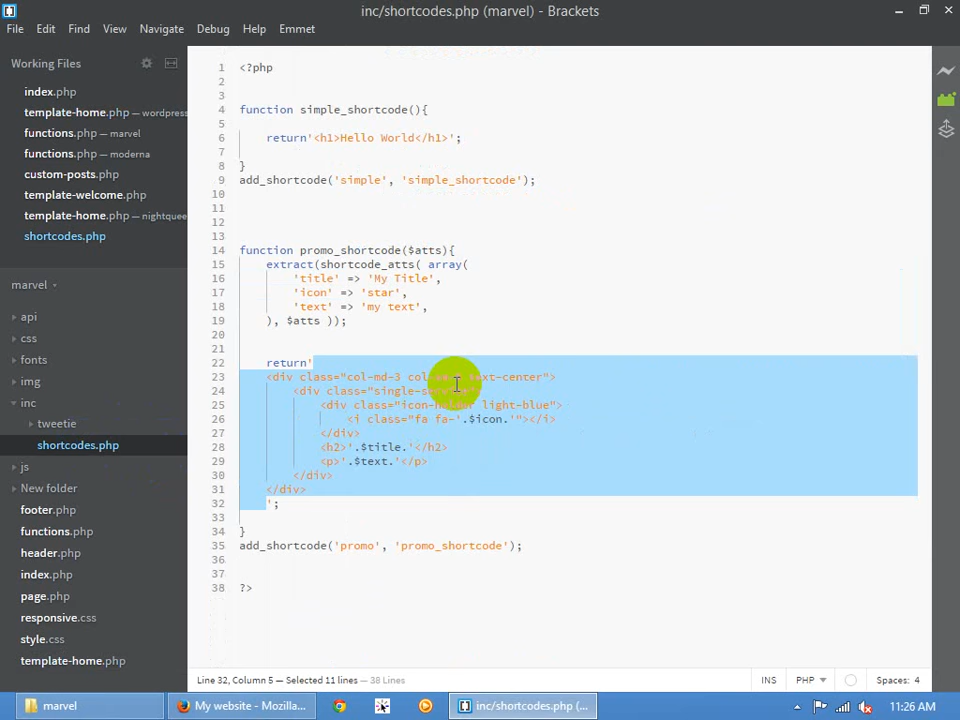 inc/shortcodes.php (marvel) - Brackets
File Edit Find View Navigate Debug Help Emmet
Working Files
index.php
template-home.php — wordpress
functions.php — marvel
functions.php — moderna
custom-posts.php
template-welcome.php
template-home.php — nightquee
shortcodes.php
marvel
api
css
fonts
img
inc
tweetie
shortcodes.php
js
New folder
footer.php
functions.php
header.php
index.php
page.php
responsive.css
style.css
template-home.php
1 <?php
2
3
4 function simple_shortcode(){
5
6 return'<h1>Hello World</h1>';
7
8 }
9 add_shortcode('simple', 'simple_shortcode');
10
11
12
13
14 function promo_shortcode($atts){
15 extract(shortcode_atts( array(
16 'title' => 'My Title',
17 'icon' => 'star',
18 'text' => 'my text',
19 ), $atts ));
20
21
22 return'
23 <div class="col-md-3 text-center">
24 <div class="
25 <div class="icon-holder light-blue">
26 <i class="fa fa-'.$icon.'"></i>
27 </div>
28 <h2>'.$title.'</h2>
29 <p>'.$text.'</p>
30 </div>
31 </div>
32 ';
33
34 }
35 add_shortcode('promo', 'promo_shortcode');
36
37
38 ?>
Line 32, Column 5 — Selected 11 lines — 38 Lines
INS PHP Spaces: 4
marvel My website - Mozilla... inc/shortcodes.php (... 11:26 AM